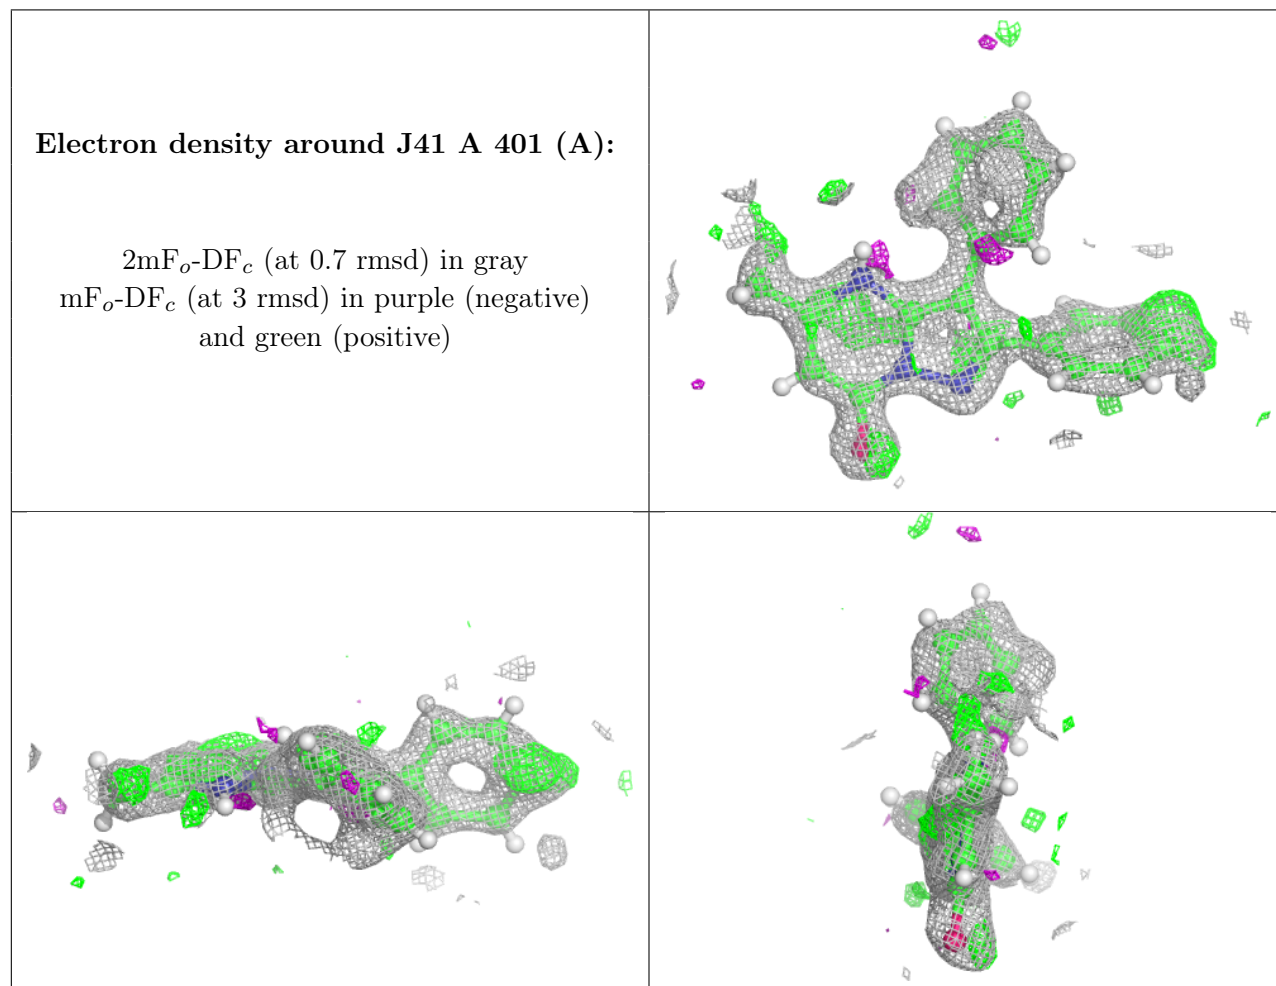 Electron density around J41 A 401 (A):
2mFo-DFc (at 0.7 rmsd) in gray
mFo-DFc (at 3 rmsd) in purple (negative)
and green (positive)